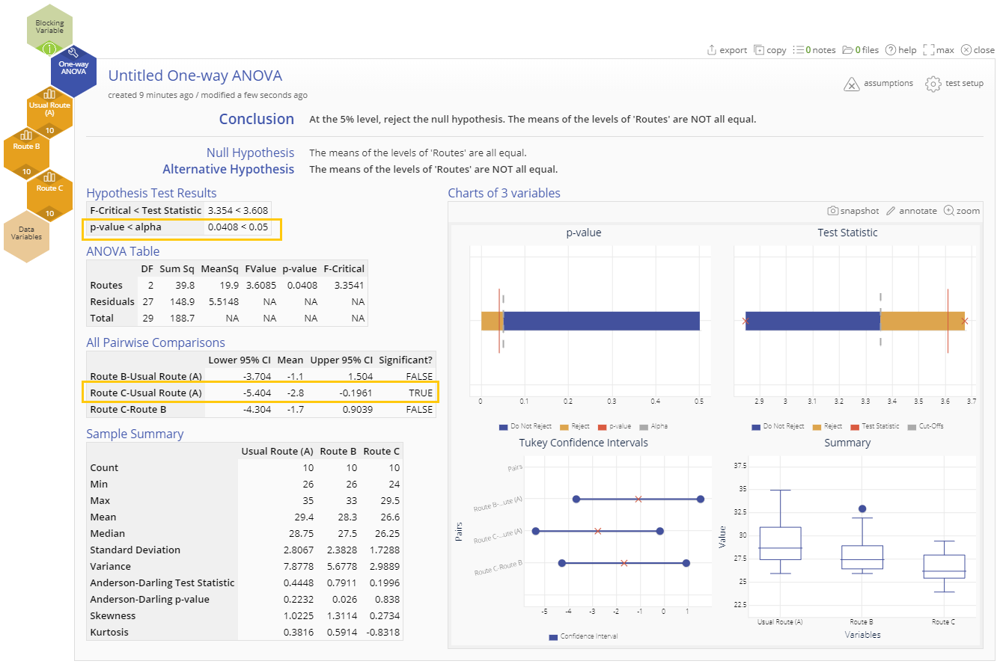 Blocking
Variable
One-way
ANOVA
Usual Route
(A)
10
Route B
10
Route C
10
Data
Variables
export copy 0 notes 0 files help max close
Untitled One-way ANOVA
created 9 minutes ago / modified a few seconds ago
assumptions test setup
Conclusion At the 5% level, reject the null hypothesis. The means of the levels of 'Routes' are NOT all equal.
Null Hypothesis The means of the levels of 'Routes' are all equal.
Alternative Hypothesis The means of the levels of 'Routes' are NOT all equal.
Hypothesis Test Results
F-Critical < Test Statistic 3.354 < 3.608
p-value < alpha 0.0408 < 0.05
ANOVA Table
DF Sum Sq MeanSq FValue p-value F-Critical
Routes 2 39.8 19.9 3.6085 0.0408 3.3541
Residuals 27 148.9 5.5148 NA NA NA
Total 29 188.7 NA NA NA NA
All Pairwise Comparisons
Lower 95% CI Mean Upper 95% CI Significant?
Route B-Usual Route (A) -3.704 -1.1 1.504 FALSE
Route C-Usual Route (A) -5.404 -2.8 -0.1961 TRUE
Route C-Route B -4.304 -1.7 0.9039 FALSE
Sample Summary
Usual Route (A) Route B Route C
Count 10 10 10
Min 26 26 24
Max 35 33 29.5
Mean 29.4 28.3 26.6
Median 28.75 27.5 26.25
Standard Deviation 2.8067 2.3828 1.7288
Variance 7.8778 5.6778 2.9889
Anderson-Darling Test Statistic 0.4448 0.7911 0.1996
Anderson-Darling p-value 0.2232 0.026 0.838
Skewness 1.0225 1.3114 0.2734
Kurtosis 0.3816 0.5914 -0.8318
Charts of 3 variables
snapshot annotate zoom
p-value
0 0.1 0.2 0.3 0.4 0.5
Do Not Reject Reject p-value Alpha
Test Statistic
2.9 3 3.1 3.2 3.3 3.4 3.5 3.6 3.7
Do Not Reject Reject Test Statistic Cut-Offs
Tukey Confidence Intervals
Pairs
Pairs
Route B-...ute (A)
Route C-...ute (A)
Route C-Route B
-5 -4 -3 -2 -1 0 1
Confidence Interval
Summary
Value
37.5
35
32.5
30
27.5
25
22.5
Usual Route (A) Route B Route C
Variables